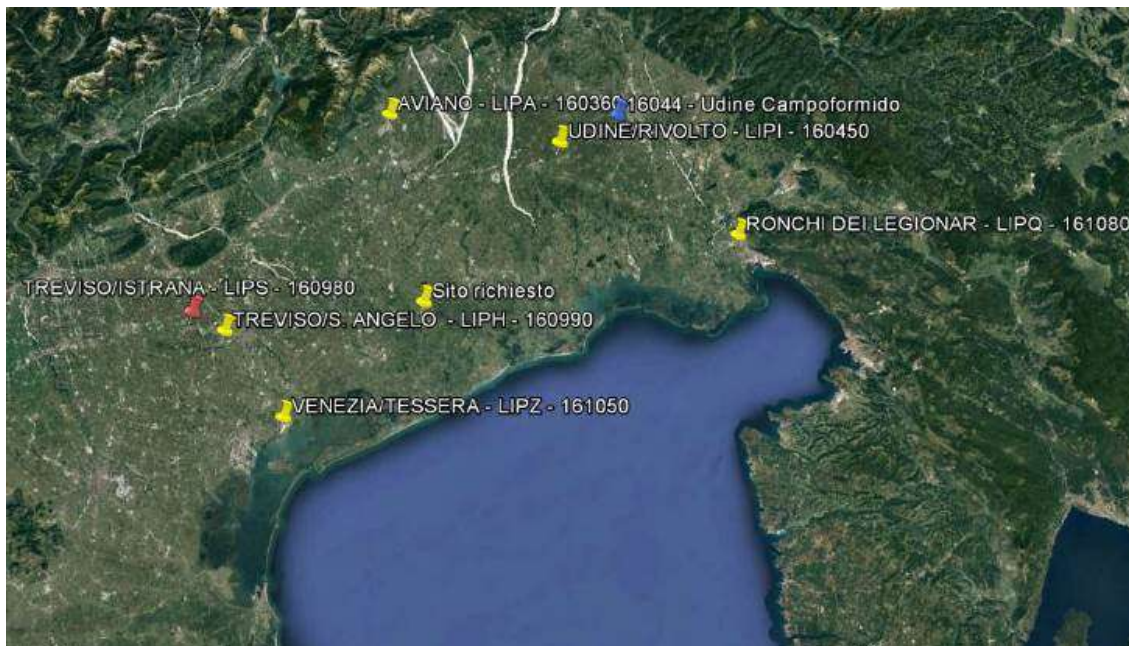 AVIANO - LIPA - 160360
16044 - Udine Campoformido
UDINE/RIVOLTO - LIPI - 160450
RONCHI DEI LEGIONAR - LIPQ - 161080
TREVISO/ISTRANA - LIPS - 160980
Sito richiesto
TREVISO/S. ANGELO - LIPH - 160990
VENEZIA/TESSERA - LIPZ - 161050